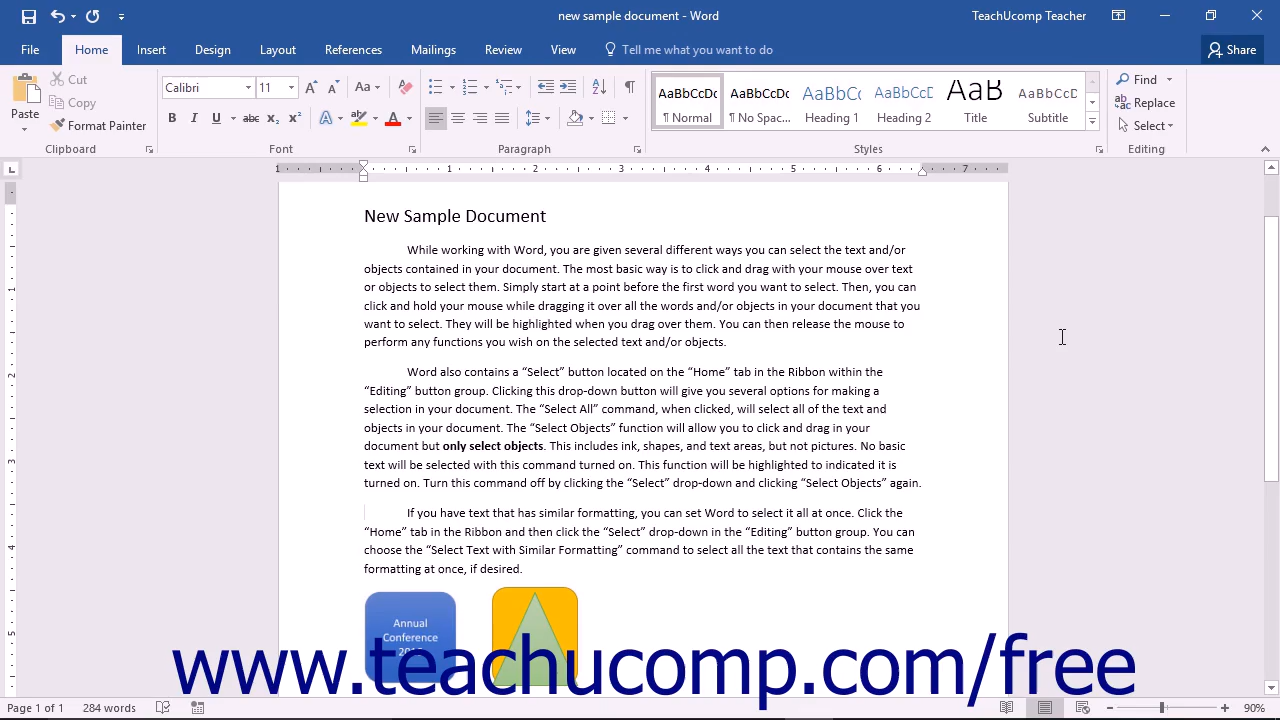 new sample document - Word
TeachUcomp Teacher
File Home Insert Design Layout References Mailings Review View Tell me what you want to do Share
Paste
Cut
Copy
Format Painter
Clipboard
Calibri 11
Font
Paragraph
AaBbCcDc AaBbCcDc AaBbC AaBbCcD AaB AaBbCcD
¶ Normal ¶ No Spac... Heading 1 Heading 2 Title Subtitle
Styles
Find
Replace
Select
Editing
1 1 2 3 4 5 6 7
New Sample Document
While working with Word, you are given several different ways you can select the text and/or
objects contained in your document. The most basic way is to click and drag with your mouse over text
or objects to select them. Simply start at a point before the first word you want to select. Then, you can
click and hold your mouse while dragging it over all the words and/or objects in your document that you
want to select. They will be highlighted when you drag over them. You can then release the mouse to
perform any functions you wish on the selected text and/or objects.
Word also contains a “Select” button located on the “Home” tab in the Ribbon within the
“Editing” button group. Clicking this drop-down button will give you several options for making a
selection in your document. The “Select All” command, when clicked, will select all of the text and
objects in your document. The “Select Objects” function will allow you to click and drag in your
document but only select objects. This includes ink, shapes, and text areas, but not pictures. No basic
text will be selected with this command turned on. This function will be highlighted to indicated it is
turned on. Turn this command off by clicking the “Select” drop-down and clicking “Select Objects” again.
If you have text that has similar formatting, you can set Word to select it all at once. Click the
“Home” tab in the Ribbon and then click the “Select” drop-down in the “Editing” button group. You can
choose the “Select Text with Similar Formatting” command to select all the text that contains the same
formatting at once, if desired.
Annual
Conference
www.teachucomp.com/free
Page 1 of 1 284 words 90%